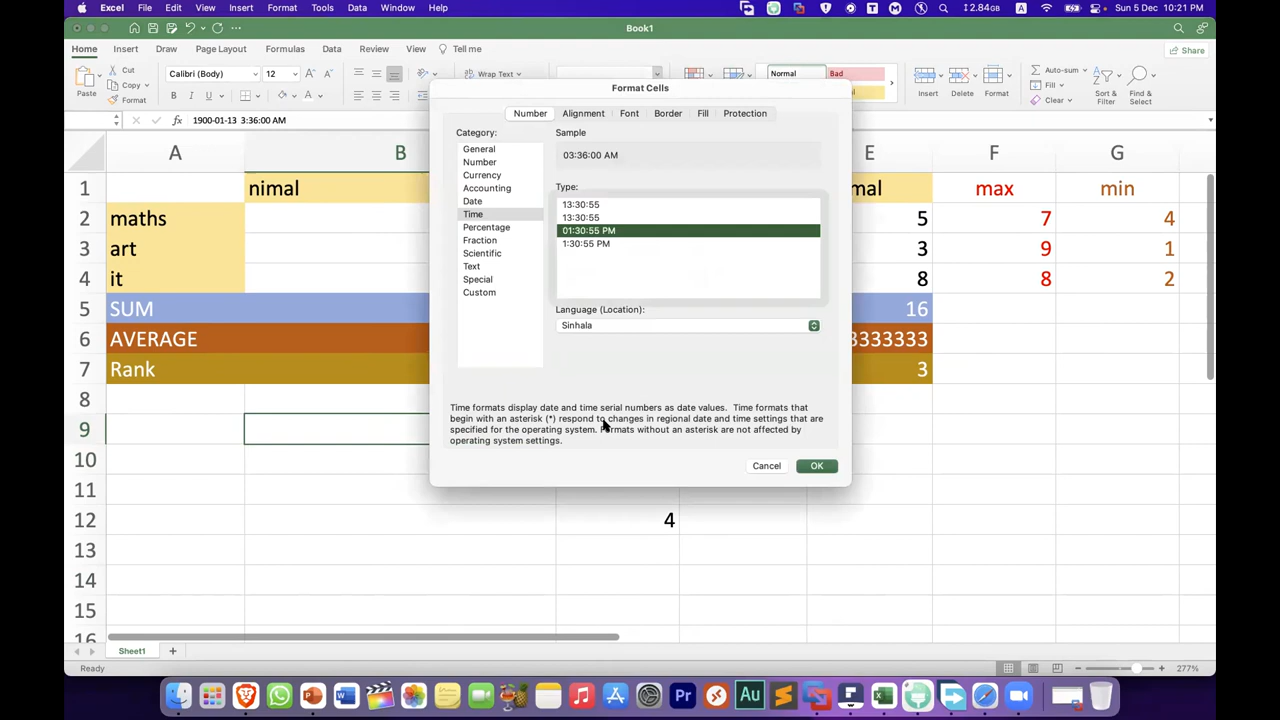 Excel File Edit View Insert Format Tools Data Window Help 2.84GB A Sun 5 Dec 10:21 PM
Book1
Home Insert Draw Page Layout Formulas Data Review View Tell me Share
Paste Cut Copy Format
Calibri (Body) 12
B I U
Wrap Text
Normal Bad
Insert Delete Format
Auto-sum Fill Clear
Sort & Filter Find & Select
fx 1900-01-13 3:36:00 AM
A B E F G
1 nimal mal max min
2 maths 5 7 4
3 art 3 9 1
4 it 8 8 2
5 SUM 16
6 AVERAGE 3333333
7 Rank 3
8
9
10
11
12 4
13
14
15
16
Format Cells
Number Alignment Font Border Fill Protection
Category:
General
Number
Currency
Accounting
Date
Time
Percentage
Fraction
Scientific
Text
Special
Custom
Sample
03:36:00 AM
Type:
13:30:55
13:30:55
01:30:55 PM
1:30:55 PM
Language (Location):
Sinhala
Time formats display date and time serial numbers as date values. Time formats that
begin with an asterisk (*) respond to changes in regional date and time settings that are
specified for the operating system. Formats without an asterisk are not affected by
operating system settings.
Cancel OK
Sheet1 +
Ready 277%
Pr Au